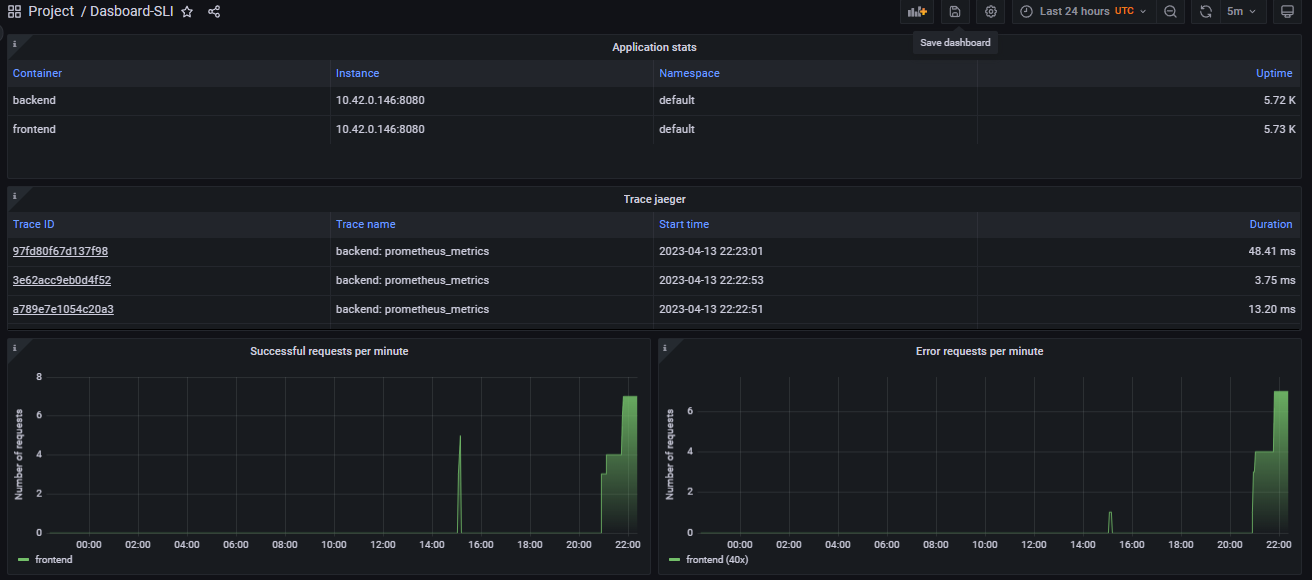 Project / Dasboard-SLI
Last 24 hours UTC
5m
Save dashboard
Application stats
Container Instance Namespace Uptime
backend 10.42.0.146:8080 default 5.72 K
frontend 10.42.0.146:8080 default 5.73 K
Trace jaeger
Trace ID Trace name Start time Duration
97fd80f67d137f98 backend: prometheus_metrics 2023-04-13 22:23:01 48.41 ms
3e62acc9eb0d4f52 backend: prometheus_metrics 2023-04-13 22:22:53 3.75 ms
a789e7e1054c20a3 backend: prometheus_metrics 2023-04-13 22:22:51 13.20 ms
Successful requests per minute
Number of requests
8
6
4
2
0
00:00 02:00 04:00 06:00 08:00 10:00 12:00 14:00 16:00 18:00 20:00 22:00
frontend
Error requests per minute
Number of requests
6
4
2
0
00:00 02:00 04:00 06:00 08:00 10:00 12:00 14:00 16:00 18:00 20:00 22:00
frontend (40x)